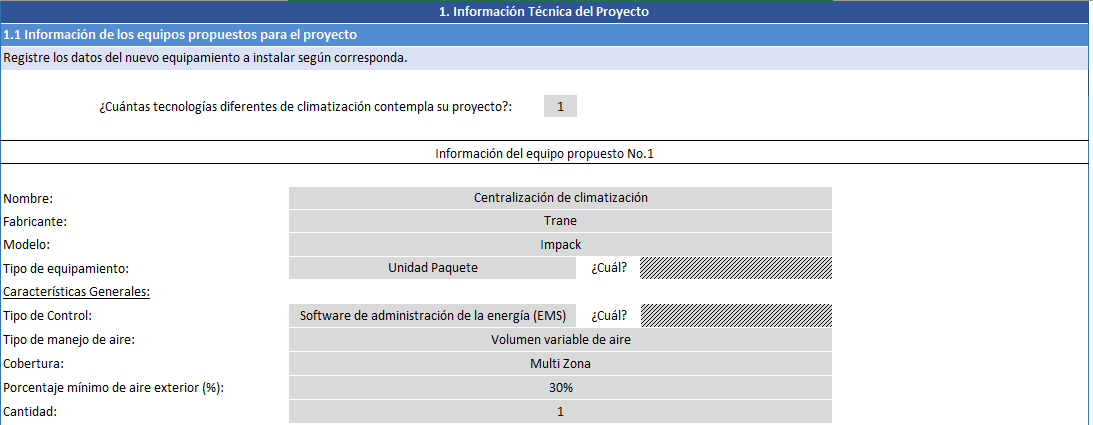 1. Información Técnica del Proyecto
1.1 Información de los equipos propuestos para el proyecto
Registre los datos del nuevo equipamiento a instalar según corresponda.
¿Cuántas tecnologías diferentes de climatización contempla su proyecto?: 1
Información del equipo propuesto No.1
Nombre: Centralización de climatización
Fabricante: Trane
Modelo: Impack
Tipo de equipamiento: Unidad Paquete ¿Cuál?
Características Generales:
Tipo de Control: Software de administración de la energía (EMS) ¿Cuál?
Tipo de manejo de aire: Volumen variable de aire
Cobertura: Multi Zona
Porcentaje mínimo de aire exterior (%): 30%
Cantidad: 1